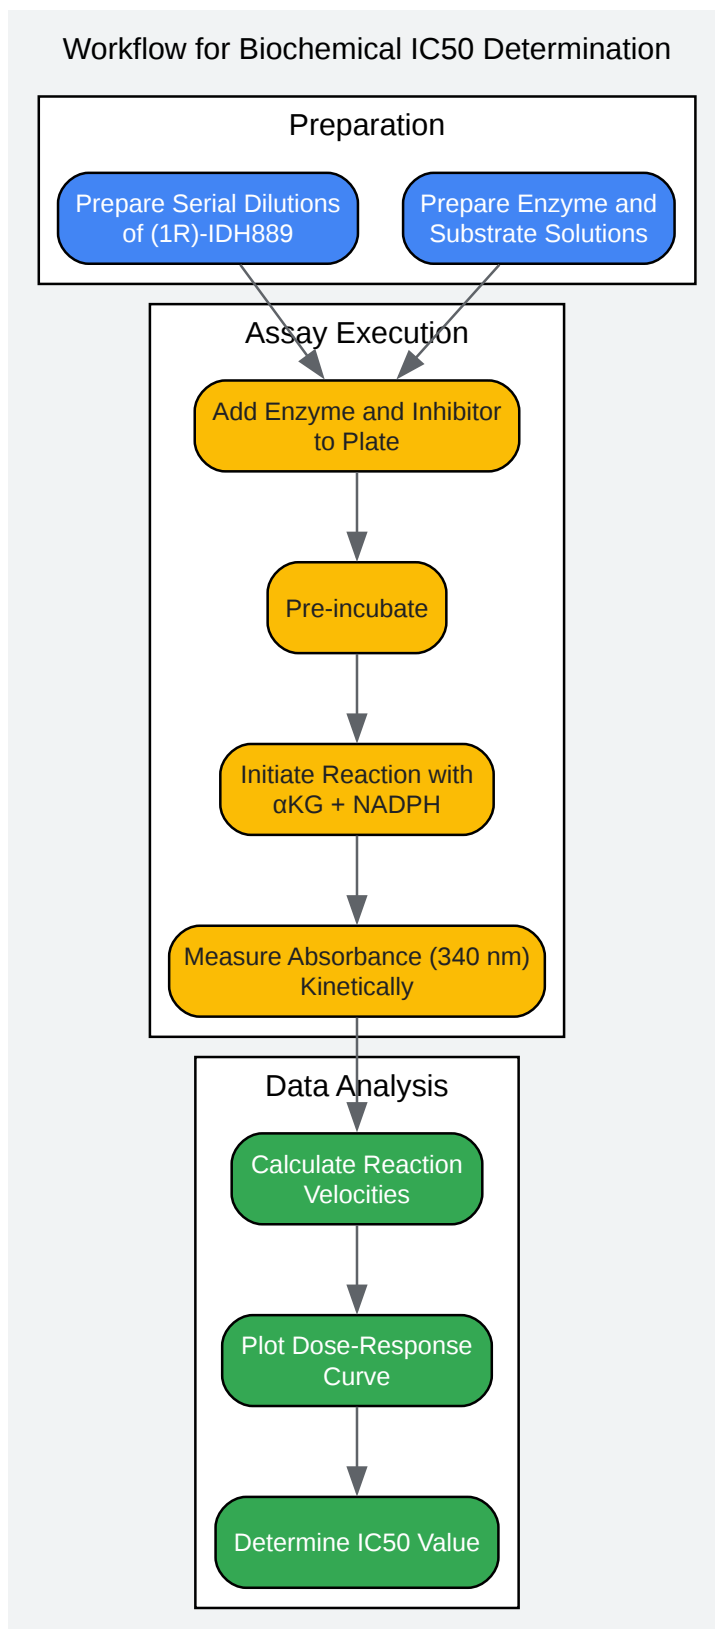 Workflow for Biochemical IC50 Determination
Preparation
Prepare Serial Dilutions
of (1R)-IDH889
Prepare Enzyme and
Substrate Solutions
Assay Execution
Add Enzyme and Inhibitor
to Plate
Pre-incubate
Initiate Reaction with
αKG + NADPH
Measure Absorbance (340 nm)
Kinetically
Data Analysis
Calculate Reaction
Velocities
Plot Dose-Response
Curve
Determine IC50 Value